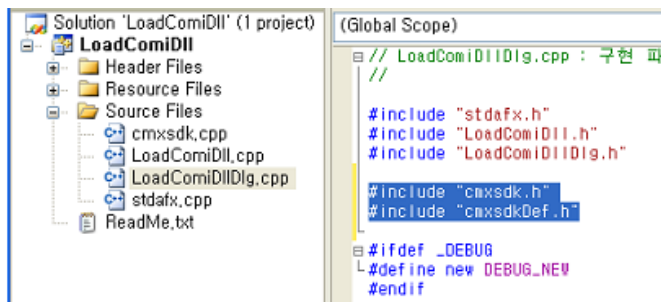 Solution 'LoadComiDll' (1 project)
LoadComiDll
Header Files
Resource Files
Source Files
cmxsdk.cpp
LoadComiDll.cpp
LoadComiDllDlg.cpp
stdafx.cpp
ReadMe.txt
(Global Scope)
// LoadComiDllDlg.cpp : 구현 파
//
#include "stdafx.h"
#include "LoadComiDll.h"
#include "LoadComiDllDlg.h"
#include "cmxsdk.h"
#include "cmxsdkDef.h"
#ifdef _DEBUG
#define new DEBUG_NEW
#endif